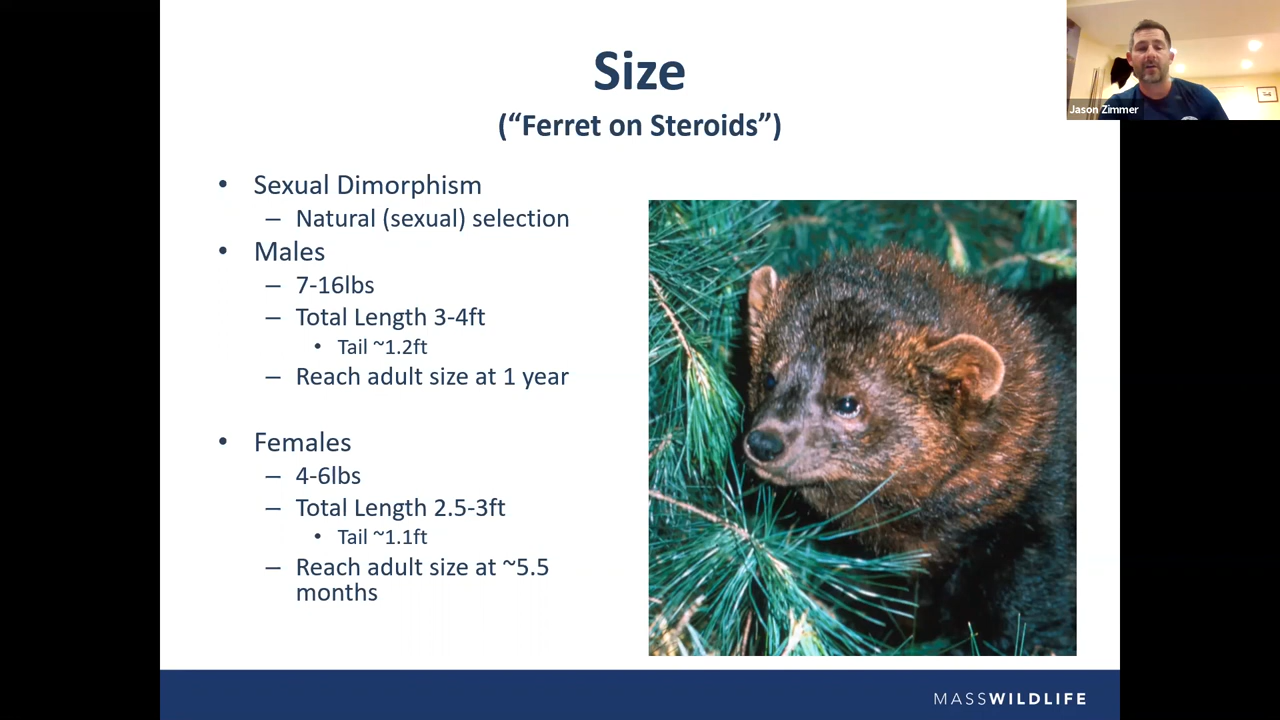 Size
(“Ferret on Steroids”)
Jason Zimmer
• Sexual Dimorphism
– Natural (sexual) selection
• Males
– 7-16lbs
– Total Length 3-4ft
• Tail ~1.2ft
– Reach adult size at 1 year
• Females
– 4-6lbs
– Total Length 2.5-3ft
• Tail ~1.1ft
– Reach adult size at ~5.5
months
MASSWILDLIFE